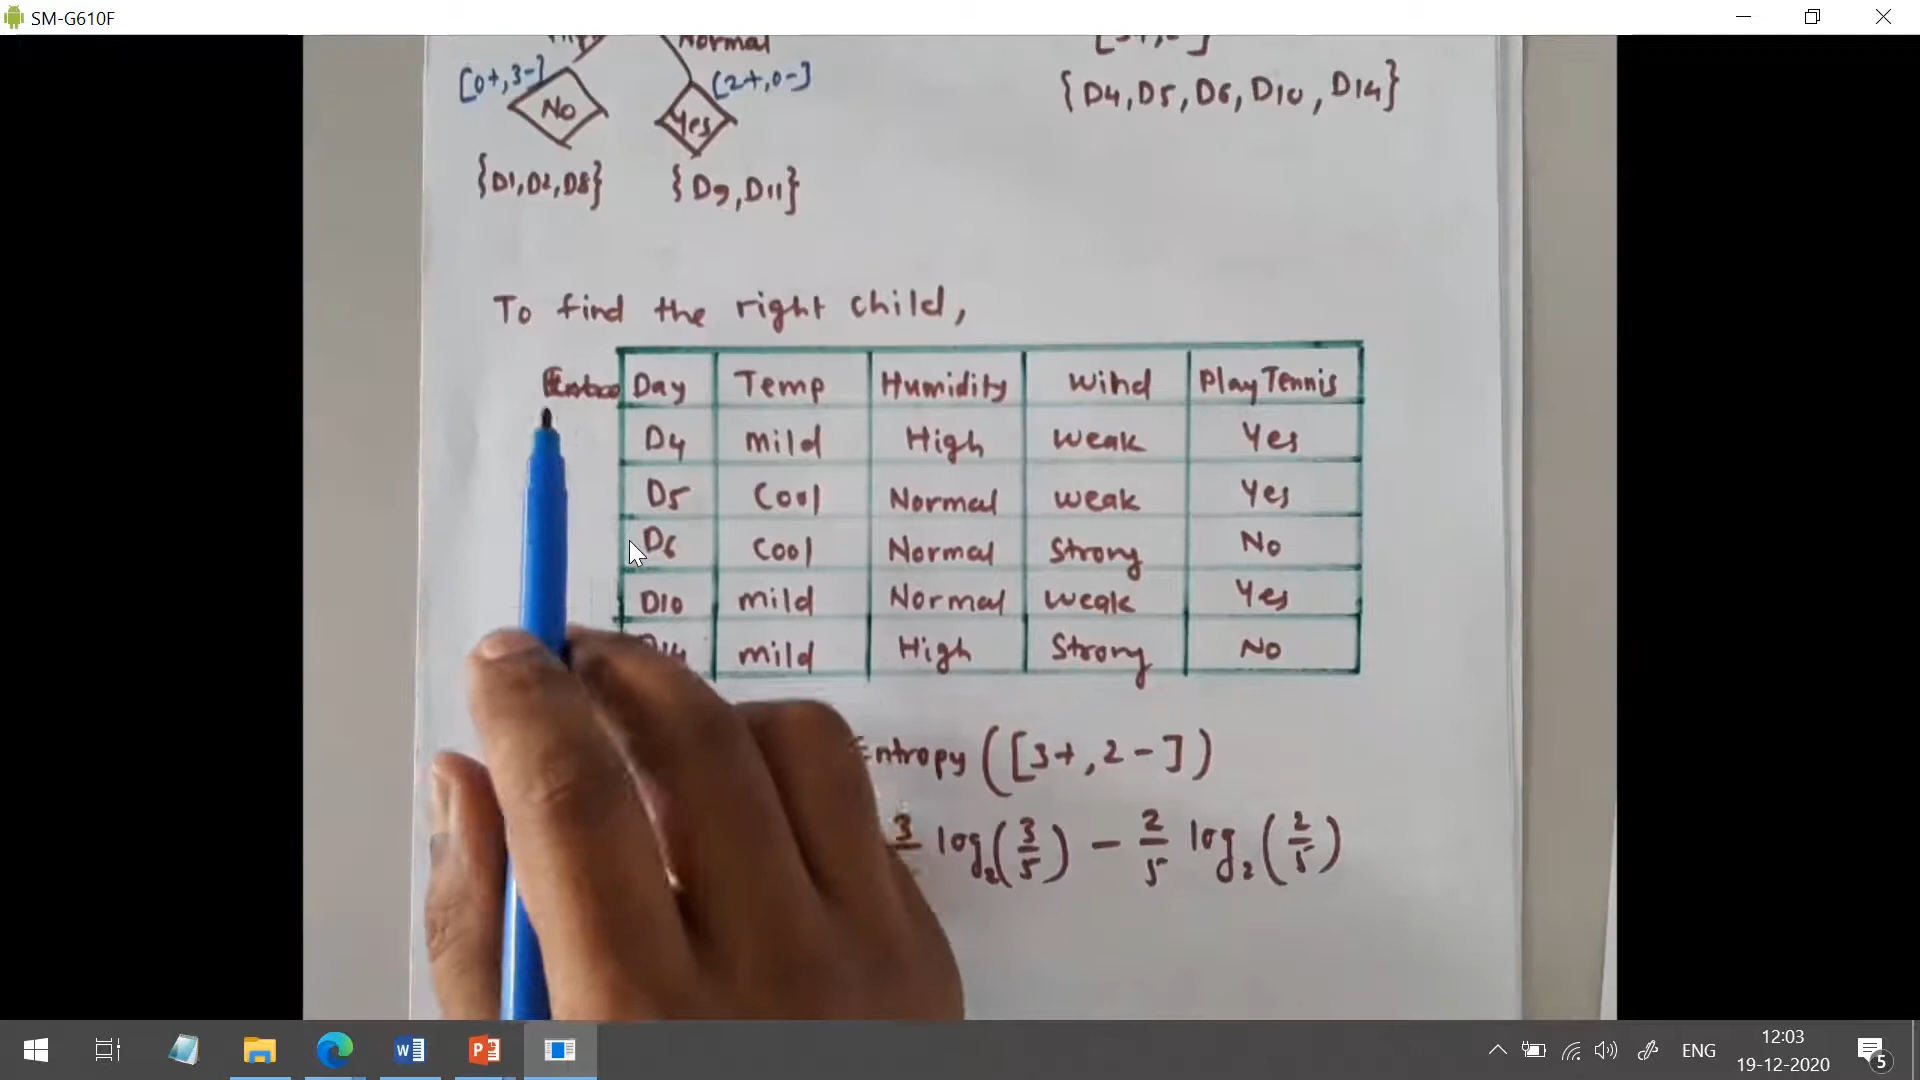 SM-G610F
Normal
[0+,3-] [2+,0-]
No Yes
{D4,D5,D6,D10,D14}
{D1,D2,D8} {D9,D11}
To find the right child,
Day Temp Humidity Wind PlayTennis
D4 mild High weak Yes
D5 Cool Normal weak Yes
D6 Cool Normal Strong No
D10 mild Normal weak Yes
D14 mild High Strong No
Entropy ([3+,2-])
3 log2(3/5) - 2/5 log2(2/5)
ENG
12:03
19-12-2020
5